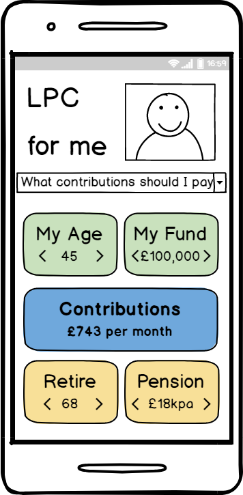 16:59
LPC
for me
What contributions should I pay
My Age
< 45 >
My Fund
<£100,000>
Contributions
£743 per month
Retire
< 68 >
Pension
< £18kpa >